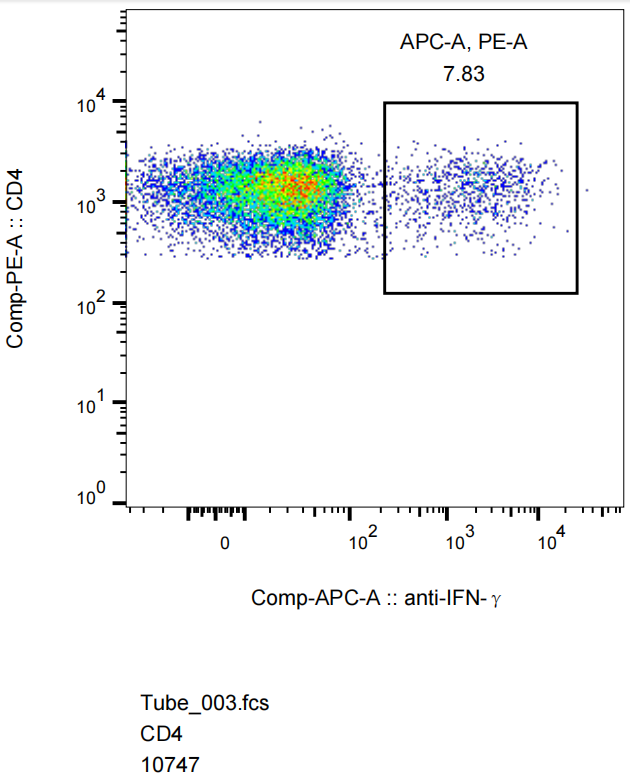 APC-A, PE-A
7.83
10⁴
10³
10²
10¹
10⁰
Comp-PE-A :: CD4
0
10²
10³
10⁴
Comp-APC-A :: anti-IFN- γ
Tube_003.fcs
CD4
10747